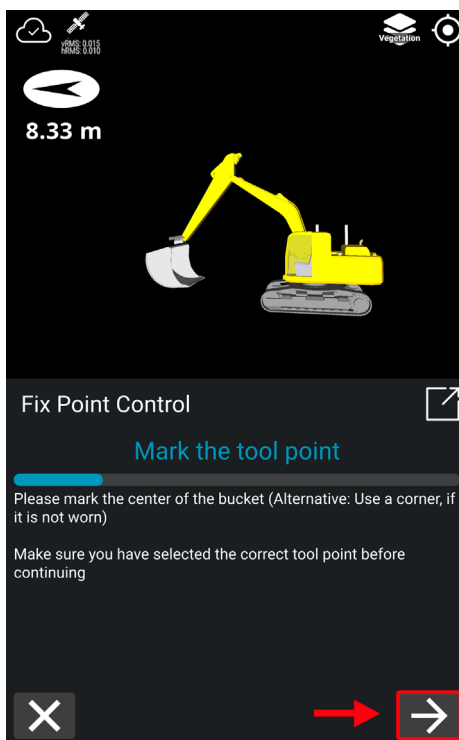 vRMS: 0.015
hRMS: 0.010
Vegetation
8.33 m
Fix Point Control
Mark the tool point
Please mark the center of the bucket (Alternative: Use a corner, if
it is not worn)
Make sure you have selected the correct tool point before
continuing